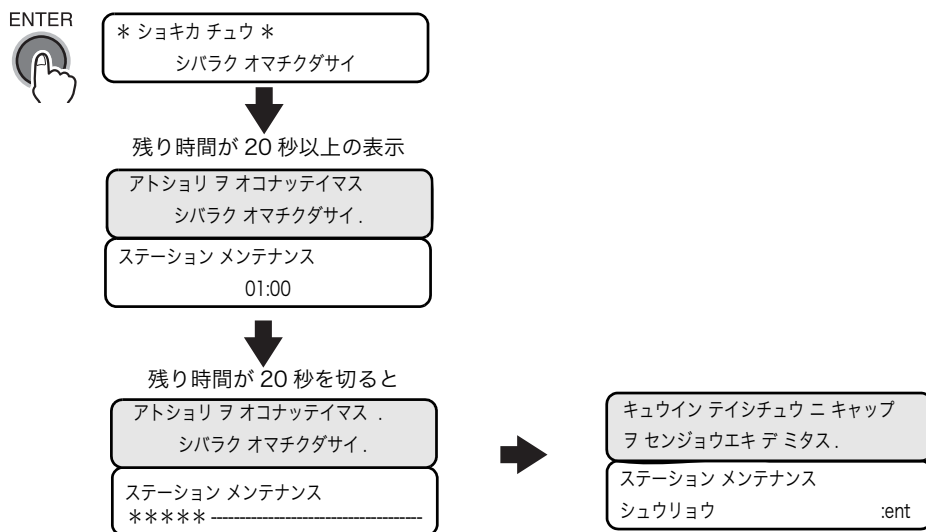 ENTER
＊ ショキカ チュウ ＊
シバラク オマチクダサイ
残り時間が 20 秒以上の表示
アトショリ ヲ オコナッテイマス
シバラク オマチクダサイ .
ステーション メンテナンス
01:00
残り時間が 20 秒を切ると
アトショリ ヲ オコナッテイマス .
シバラク オマチクダサイ .
ステーション メンテナンス
＊＊＊＊＊ ------------------------------------
キュウイン テイシチュウ ニ キャップ
ヲ センジョウエキ デ ミタス .
ステーション メンテナンス
シュウリョウ :ent